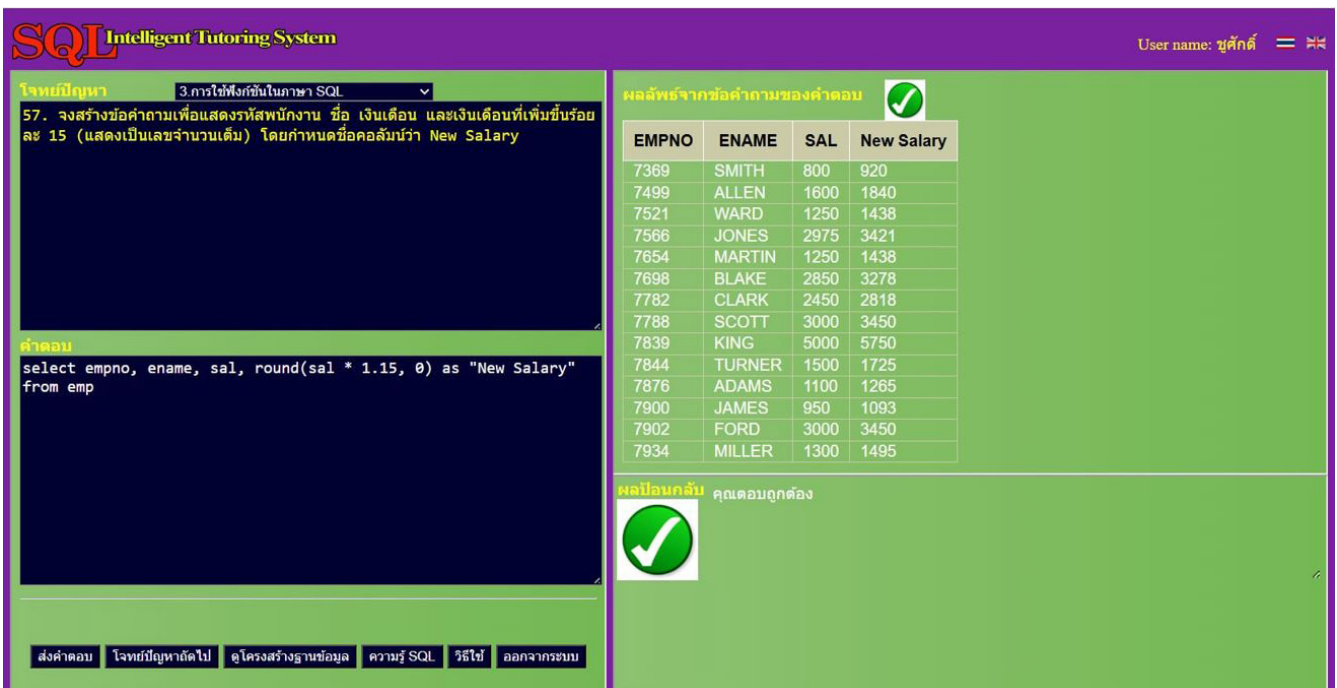 SQL Intelligent Tutoring System
User name: ชูศักดิ์
โจทย์ปัญหา 3.การใช้ฟังก์ชันในภาษา SQL
57. จงสร้างข้อคำถามเพื่อแสดงรหัสพนักงาน ชื่อ เงินเดือน และเงินเดือนที่เพิ่มขึ้นร้อย
ละ 15 (แสดงเป็นเลขจำนวนเต็ม) โดยกำหนดชื่อคอลัมน์ว่า New Salary
คำตอบ
select empno, ename, sal, round(sal * 1.15, 0) as "New Salary"
from emp
ส่งคำตอบ โจทย์ปัญหาถัดไป ดูโครงสร้างฐานข้อมูล ความรู้ SQL วิธีใช้ ออกจากระบบ
ผลลัพธ์จากข้อคำถามของคำตอบ
EMPNO ENAME SAL New Salary
7369 SMITH 800 920
7499 ALLEN 1600 1840
7521 WARD 1250 1438
7566 JONES 2975 3421
7654 MARTIN 1250 1438
7698 BLAKE 2850 3278
7782 CLARK 2450 2818
7788 SCOTT 3000 3450
7839 KING 5000 5750
7844 TURNER 1500 1725
7876 ADAMS 1100 1265
7900 JAMES 950 1093
7902 FORD 3000 3450
7934 MILLER 1300 1495
ผลป้อนกลับ คุณตอบถูกต้อง